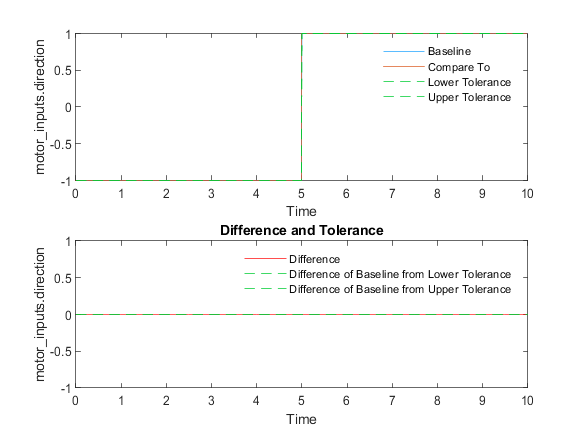 1
0.5
0
-0.5
-1
motor_inputs.direction
Baseline
Compare To
Lower Tolerance
Upper Tolerance
0 1 2 3 4 5 6 7 8 9 10
Time
Difference and Tolerance
1
0.5
0
-0.5
-1
motor_inputs.direction
Difference
Difference of Baseline from Lower Tolerance
Difference of Baseline from Upper Tolerance
0 1 2 3 4 5 6 7 8 9 10
Time